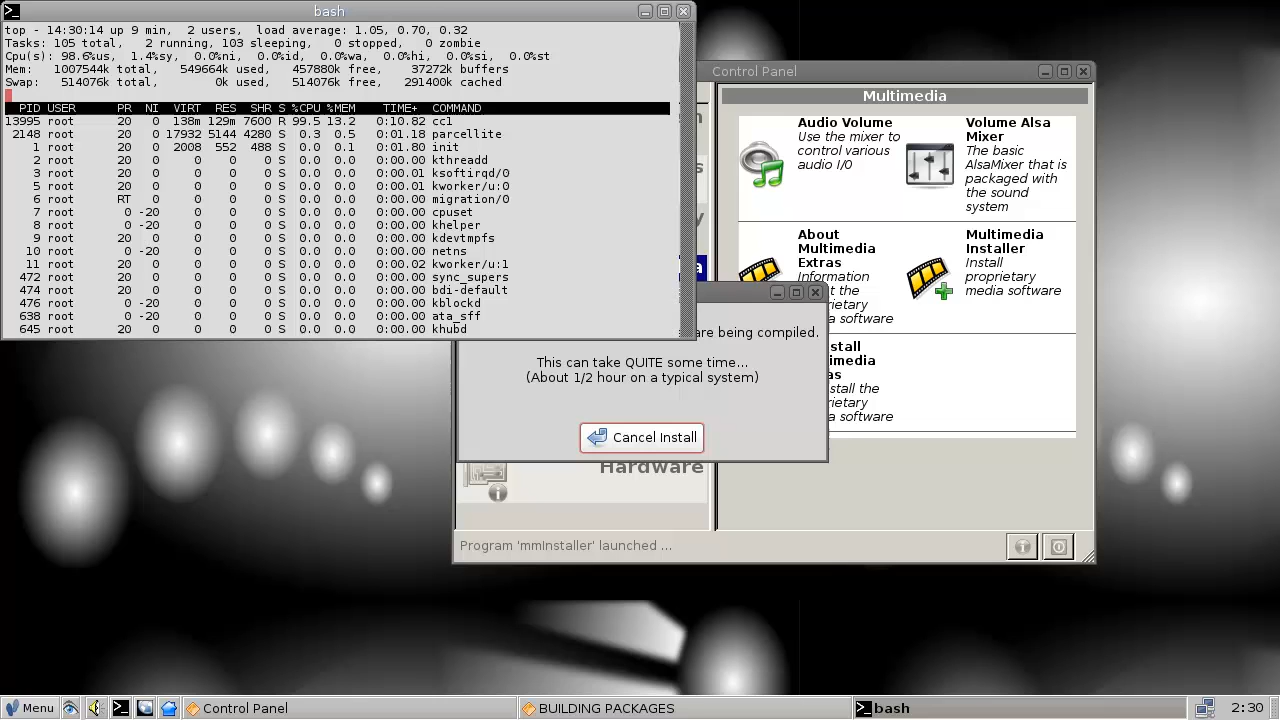 bash
top - 14:30:14 up 9 min,  2 users,  load average: 1.05, 0.70, 0.32
Tasks: 105 total,   2 running, 103 sleeping,   0 stopped,   0 zombie
Cpu(s): 98.6%us,  1.4%sy,  0.0%ni,  0.0%id,  0.0%wa,  0.0%hi,  0.0%si,  0.0%st
Mem:   1007544k total,   549664k used,   457880k free,    37272k buffers
Swap:   514076k total,        0k used,   514076k free,   291400k cached
PID USER      PR  NI  VIRT  RES  SHR S %CPU %MEM    TIME+  COMMAND
13995 root      20   0  138m 129m 7600 R 99.5 13.2   0:10.82 cc1
2148 root      20   0 17932 5144 4280 S  0.3  0.5   0:01.18 parcellite
1 root      20   0  2008  552  488 S  0.0  0.1   0:01.80 init
2 root      20   0     0    0    0 S  0.0  0.0   0:00.00 kthreadd
3 root      20   0     0    0    0 S  0.0  0.0   0:00.01 ksoftirqd/0
5 root      20   0     0    0    0 S  0.0  0.0   0:00.01 kworker/u:0
6 root      RT   0     0    0    0 S  0.0  0.0   0:00.00 migration/0
7 root       0 -20     0    0    0 S  0.0  0.0   0:00.00 cpuset
8 root       0 -20     0    0    0 S  0.0  0.0   0:00.00 khelper
9 root      20   0     0    0    0 S  0.0  0.0   0:00.00 kdevtmpfs
10 root       0 -20     0    0    0 S  0.0  0.0   0:00.00 netns
11 root      20   0     0    0    0 S  0.0  0.0   0:00.02 kworker/u:1
472 root      20   0     0    0    0 S  0.0  0.0   0:00.00 sync_supers
474 root      20   0     0    0    0 S  0.0  0.0   0:00.00 bdi-default
476 root       0 -20     0    0    0 S  0.0  0.0   0:00.00 kblockd
638 root       0 -20     0    0    0 S  0.0  0.0   0:00.00 ata_sff
645 root      20   0     0    0    0 S  0.0  0.0   0:00.00 khubd
Control Panel
Multimedia
Audio Volume
Use the mixer to
control various
audio I/0
Volume Alsa
Mixer
The basic
AlsaMixer that is
packaged with
the sound
system
About
Multimedia
Extras
Information
Multimedia
Installer
Install
proprietary
media software
are being compiled.
This can take QUITE some time...
(About 1/2 hour on a typical system)
Cancel Install
Hardware
Program 'mmInstaller' launched ...
Menu
Control Panel
BUILDING PACKAGES
bash
2:30